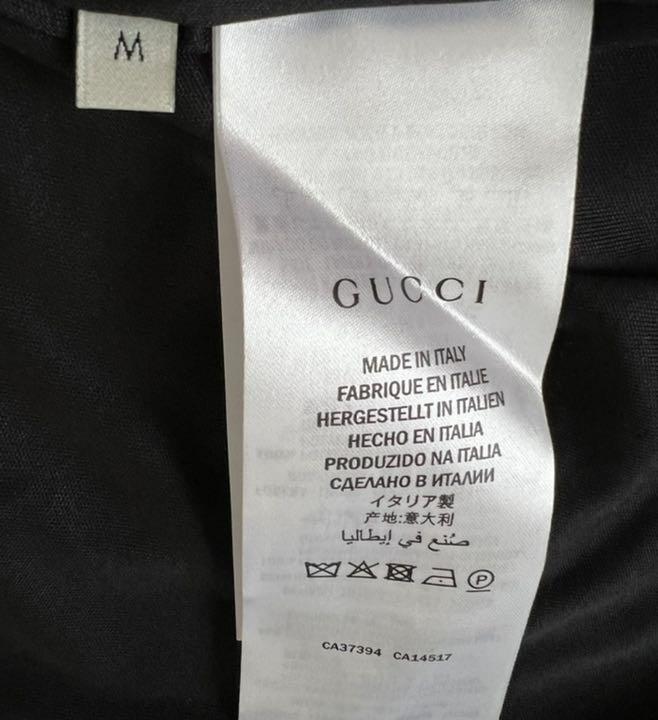 M
GUCCI
MADE IN ITALY
FABRIQUE EN ITALIE
HERGESTELLT IN ITALIEN
HECHO EN ITALIA
PRODUZIDO NA ITALIA
СДЕЛАНО В ИТАЛИИ
イタリア製
产地:意大利
صُنع في إيطاليا
P
CA37394 CA14517